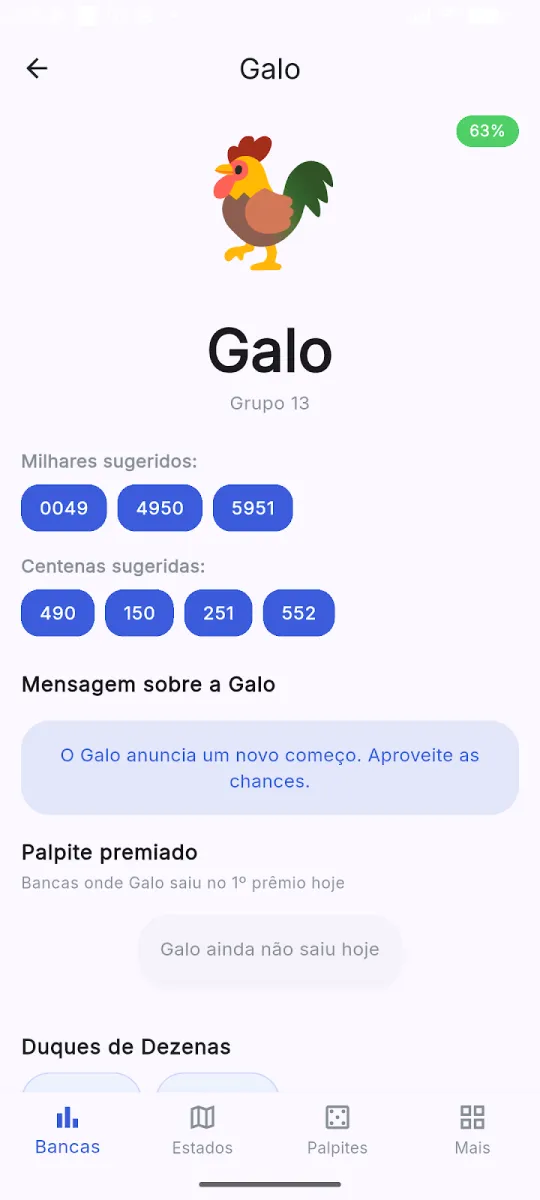 Galo
63%
Galo
Grupo 13
Milhares sugeridos:
0049 4950 5951
Centenas sugeridas:
490 150 251 552
Mensagem sobre a Galo
O Galo anuncia um novo começo. Aproveite as
chances.
Palpite premiado
Bancas onde Galo saiu no 1º prêmio hoje
Galo ainda não saiu hoje
Duques de Dezenas
Bancas Estados Palpites Mais